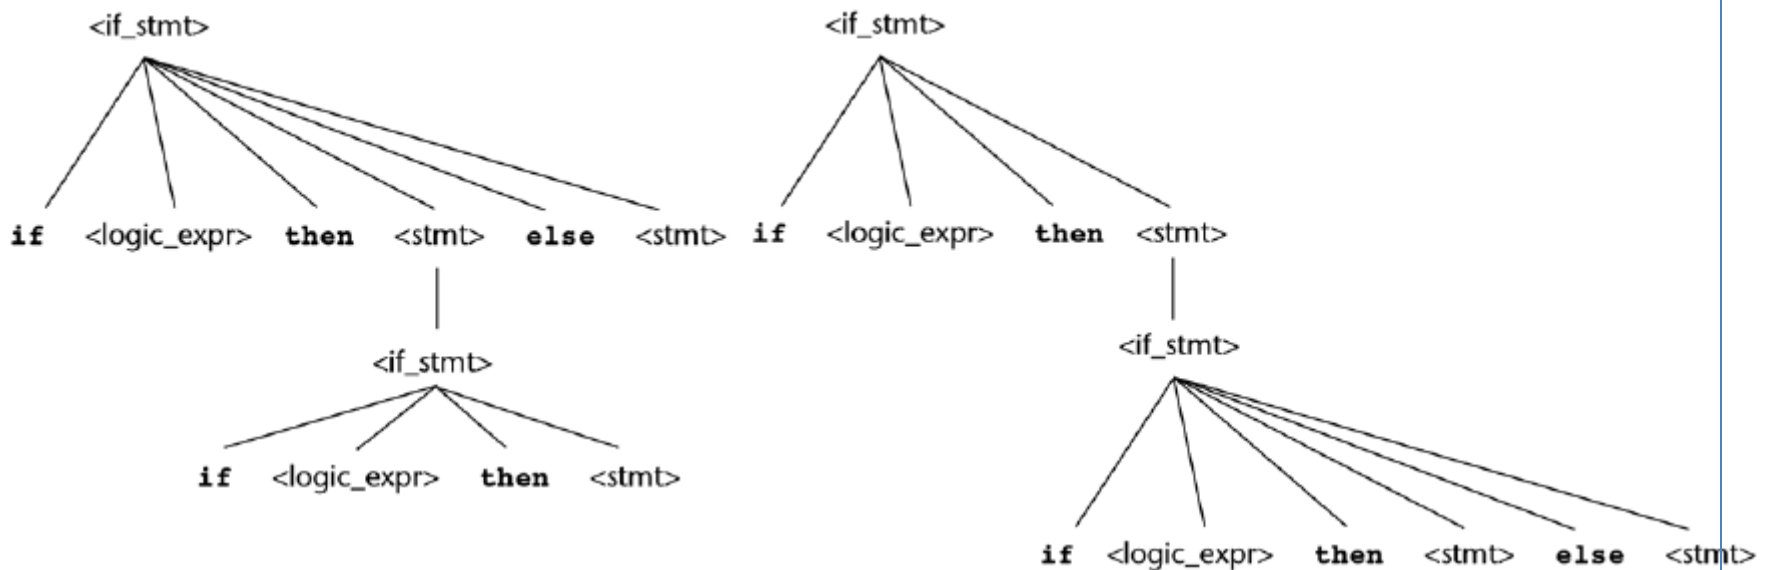 <if_stmt> <if_stmt>
if <logic_expr> then <stmt> else <stmt> if <logic_expr> then <stmt>
<if_stmt>
<if_stmt>
if <logic_expr> then <stmt>
if <logic_expr> then <stmt> else <stmt>